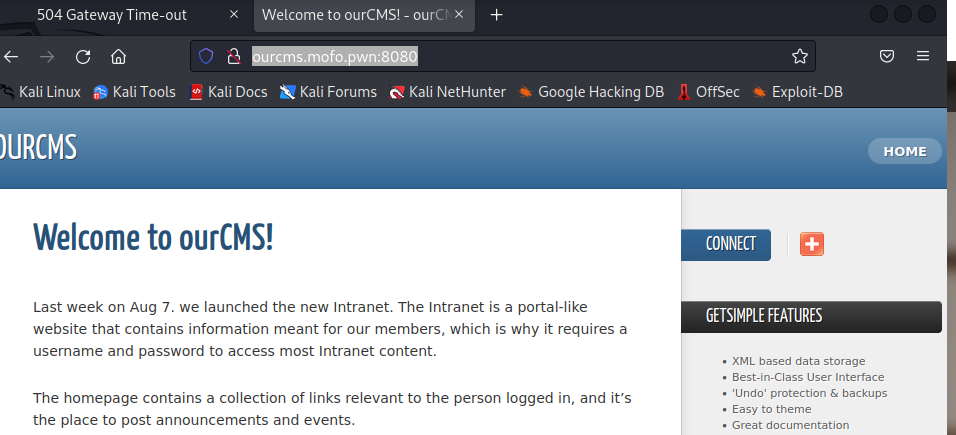 504 Gateway Time-out
Welcome to ourCMS! - ourCM
ourcms.mofo.pwn:8080
Kali Linux Kali Tools Kali Docs Kali Forums Kali NetHunter Google Hacking DB OffSec Exploit-DB
OURCMS
HOME
Welcome to ourCMS!
Last week on Aug 7. we launched the new Intranet. The Intranet is a portal-like
website that contains information meant for our members, which is why it requires a
username and password to access most Intranet content.
The homepage contains a collection of links relevant to the person logged in, and it’s
the place to post announcements and events.
CONNECT
GETSIMPLE FEATURES
• XML based data storage
• Best-in-Class User Interface
• 'Undo' protection & backups
• Easy to theme
• Great documentation